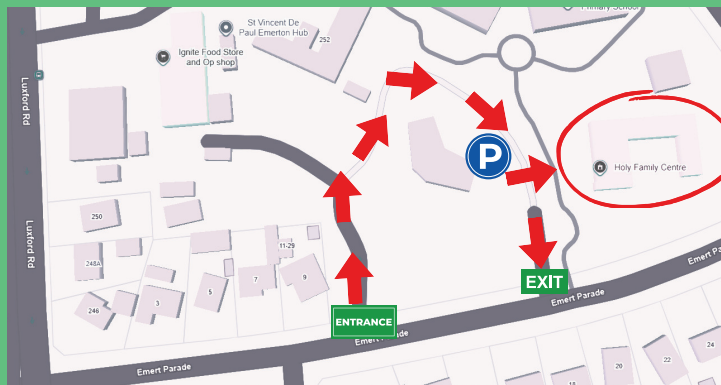 Primary School
St Vincent De
Paul Emerton Hub
252
Ignite Food Store
and Op shop
Luxford Rd
P
Holy Family Centre
250
Luxford Rd
248A
11-29
246
3
5
7
9
ENTRANCE
EXIT
Emert Parade
Emert Parade
Emert Parade
20
22
24